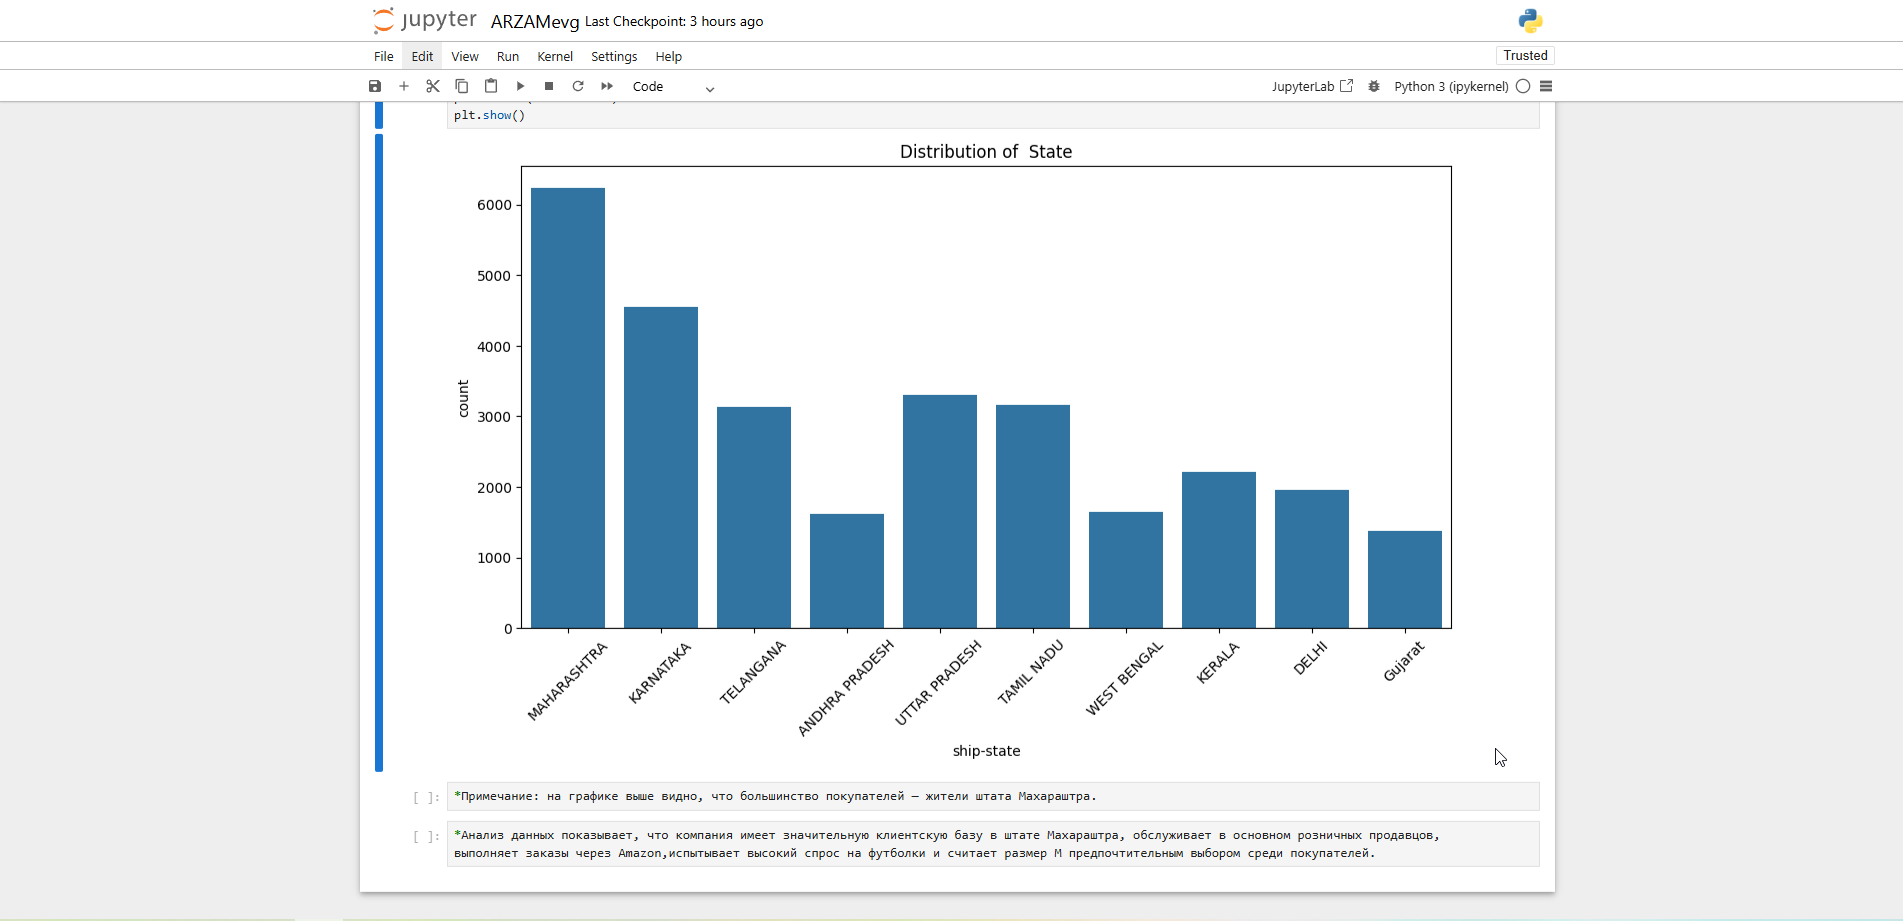 jupyter ARZAMevg Last Checkpoint: 3 hours ago
File Edit View Run Kernel Settings Help Trusted
Code JupyterLab Python 3 (ipykernel)
plt.show()
Distribution of  State
6000
5000
4000
3000
2000
1000
0
count
MAHARASHTRA KARNATAKA TELANGANA ANDHRA PRADESH UTTAR PRADESH TAMIL NADU WEST BENGAL KERALA DELHI Gujarat
ship-state
[ ]: *Примечание: на графике выше видно, что большинство покупателей — жители штата Махараштра.
[ ]: *Анализ данных показывает, что компания имеет значительную клиентскую базу в штате Махараштра, обслуживает в основном розничных продавцов,
выполняет заказы через Amazon,испытывает высокий спрос на футболки и считает размер M предпочтительным выбором среди покупателей.